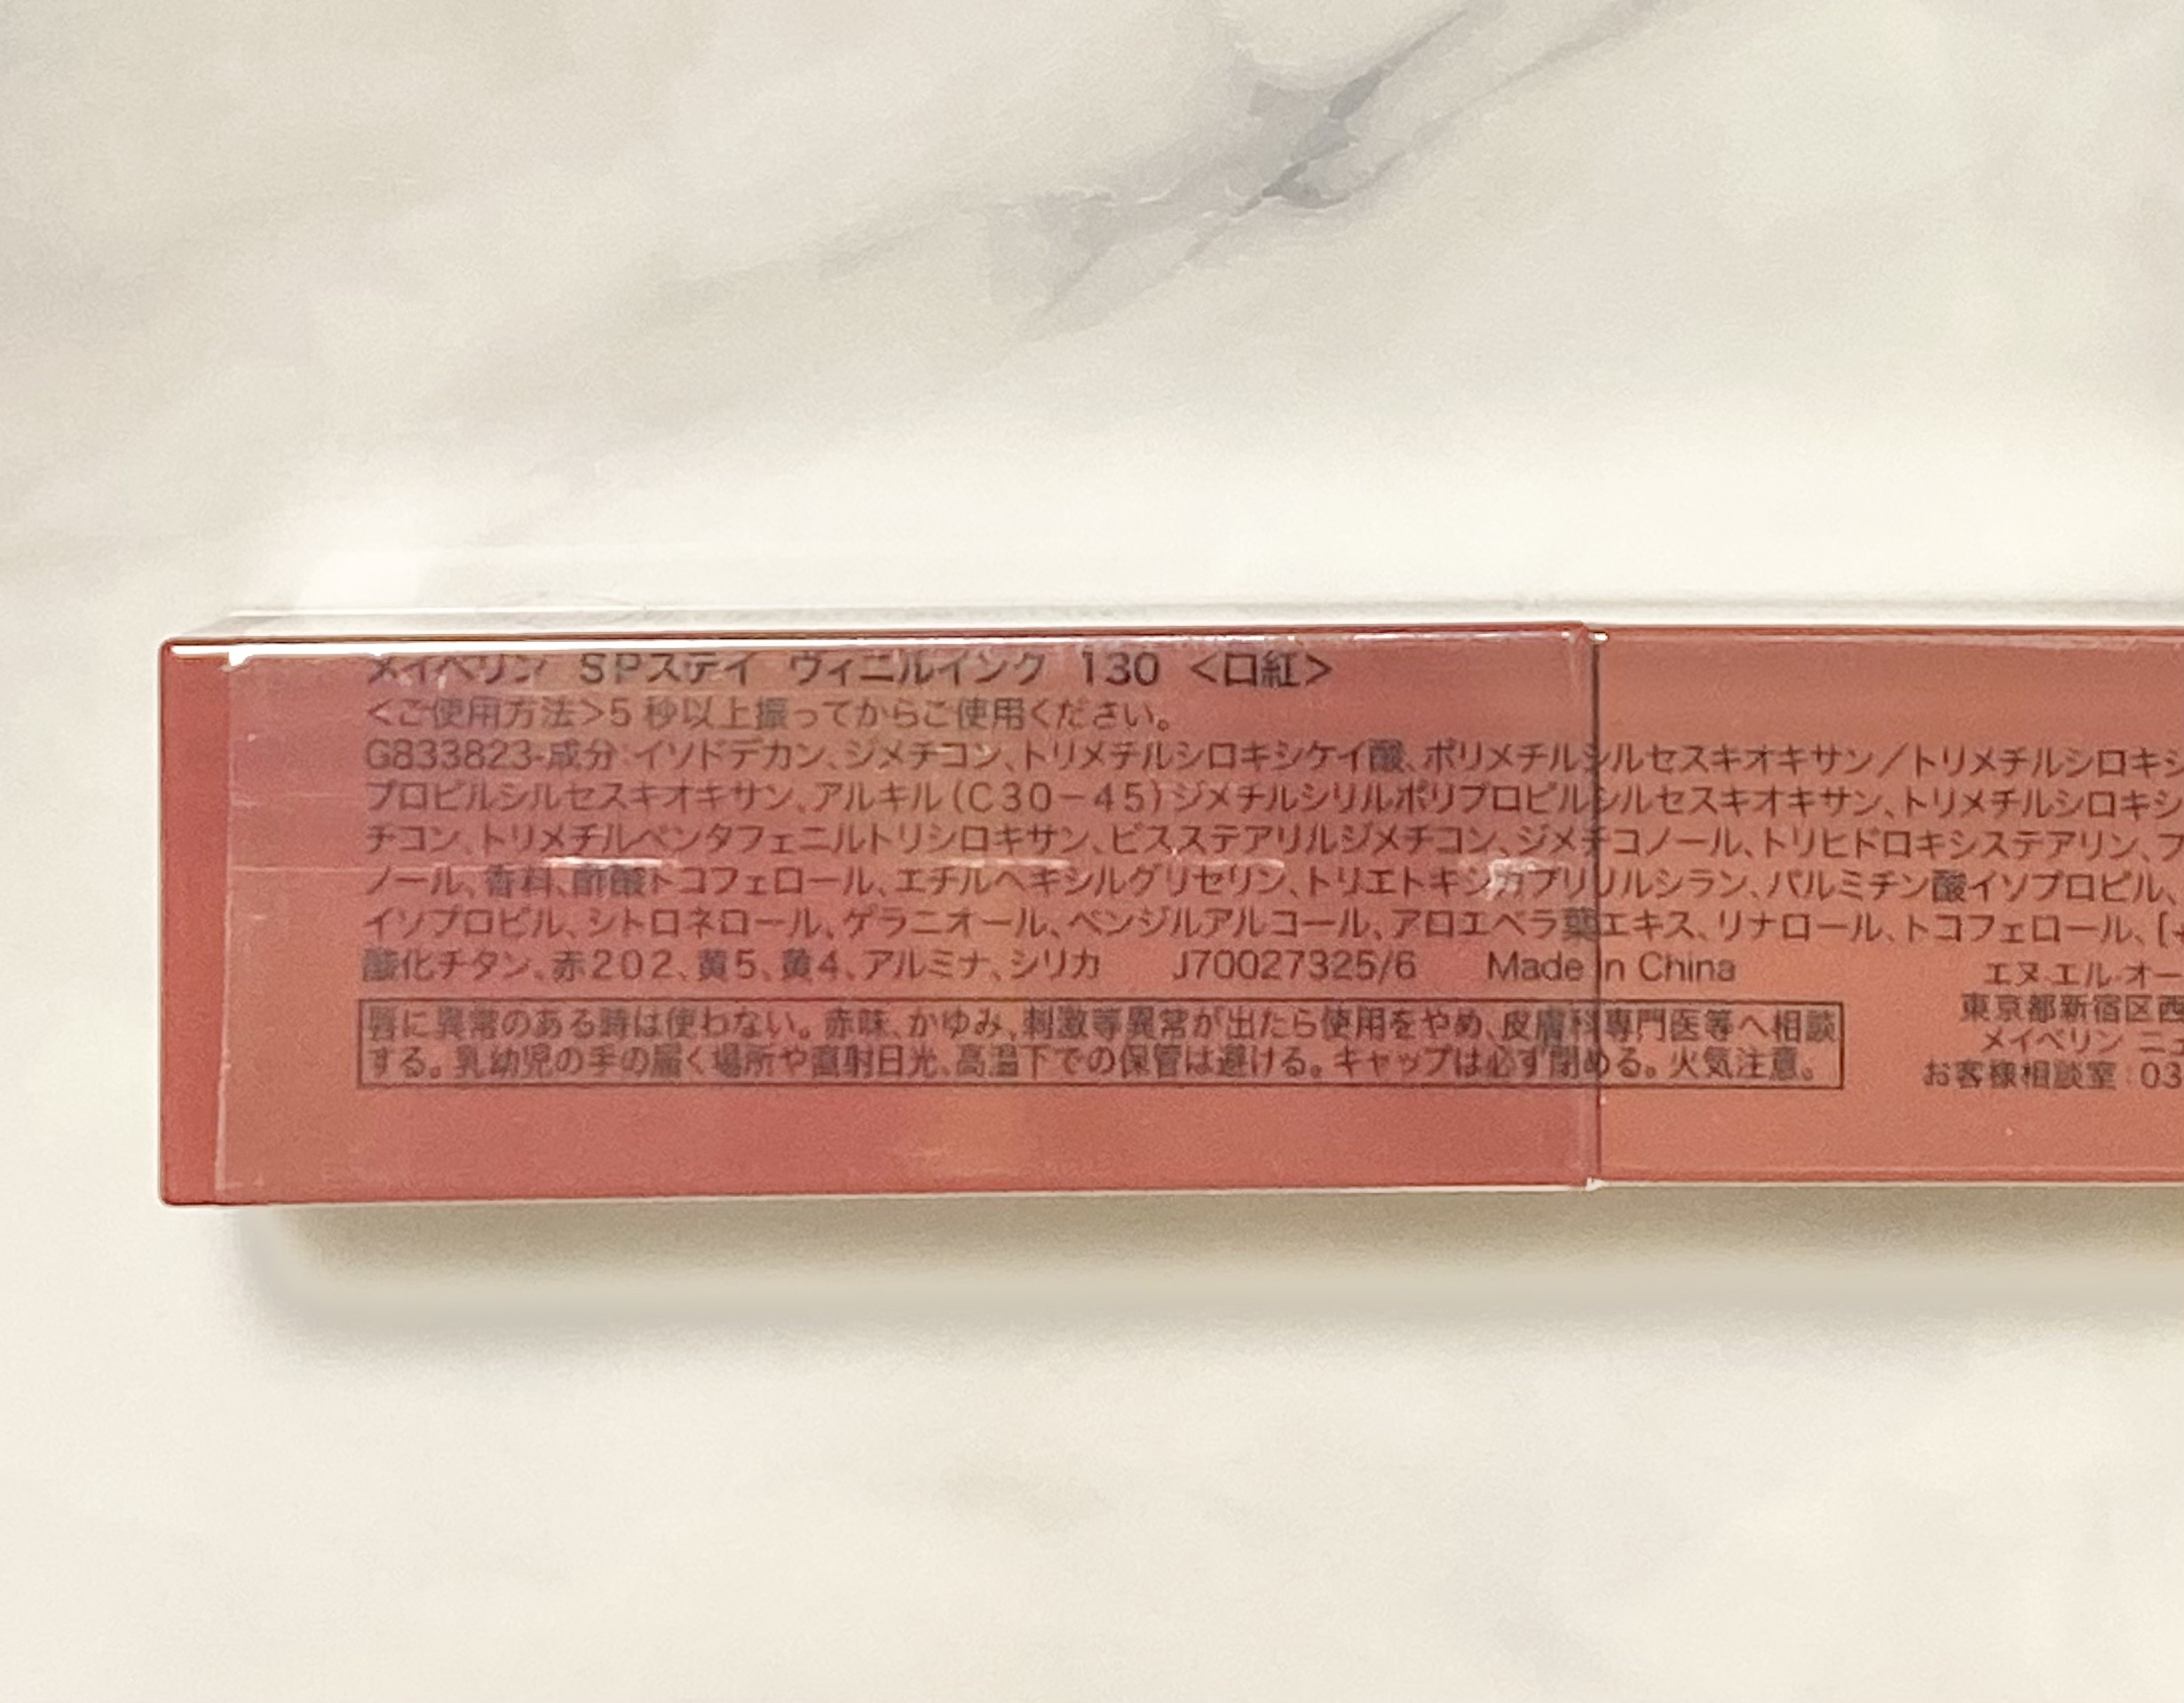 メイベリン SPステイ ヴィニルインク 130 <口紅>
<ご使用方法>5 秒以上振ってからご使用ください。
G833823-成分:イソドデカン、ジメチコン、トリメチルシロキシケイ酸、ポリメチルシルセスキオキサン/トリメチルシロキシ
プロピルシルセスキオキサン、アルキル(C30-45)ジメチルシリルポリプロピルシルセスキオキサン、トリメチルシロキシ
チコン、トリメチルペンタフェニルトリシロキサン、ビスステアリルジメチコン、ジメチコノール、トリヒドロキシステアリン、フ
ノール、香料、酢酸トコフェロール、エチルヘキシルグリセリン、トリエトキシカプリリルシラン、パルミチン酸イソプロピル、
イソプロピル、シトロネロール、ゲラニオール、ベンジルアルコール、アロエベラ葉エキス、リナロール、トコフェロール、[+
酸化チタン、赤202、黄5、黄4、アルミナ、シリカ J70027325/6 Made in China
エヌ・エル・オー
東京都新宿区西
メイベリン ニュ
お客様相談室:03
唇に異常のある時は使わない。赤味、かゆみ、刺激等異常が出たら使用をやめ、皮膚科専門医等へ相談
する。乳幼児の手の届く場所や直射日光、高温下での保管は避ける。キャップは必ず閉める。火気注意。